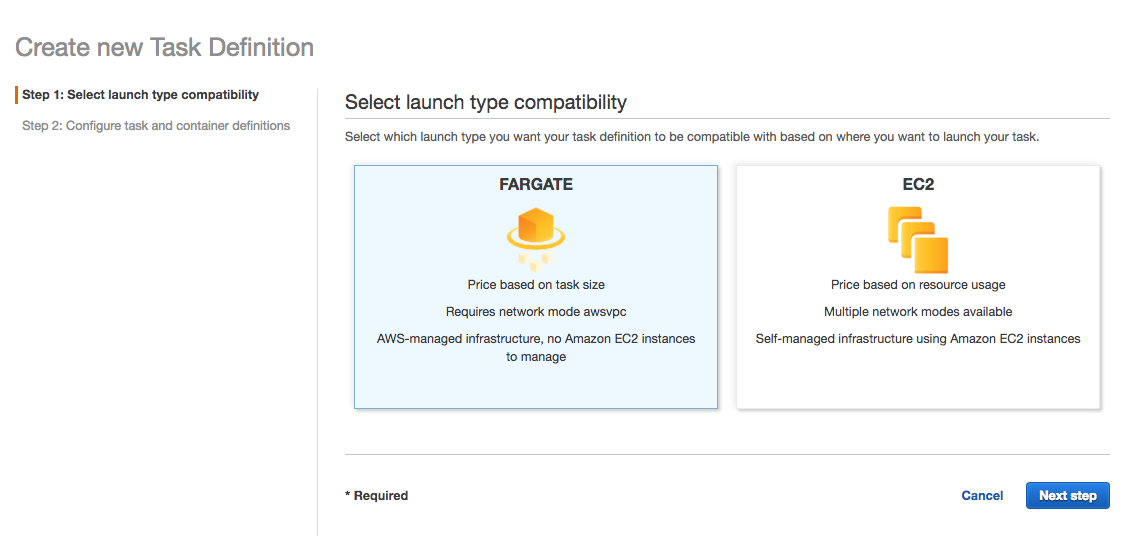 Create new Task Definition
Step 1: Select launch type compatibility
Step 2: Configure task and container definitions
Select launch type compatibility
Select which launch type you want your task definition to be compatible with based on where you want to launch your task.
FARGATE
Price based on task size
Requires network mode awsvpc
AWS-managed infrastructure, no Amazon EC2 instances
to manage
EC2
Price based on resource usage
Multiple network modes available
Self-managed infrastructure using Amazon EC2 instances
* Required
Cancel
Next step